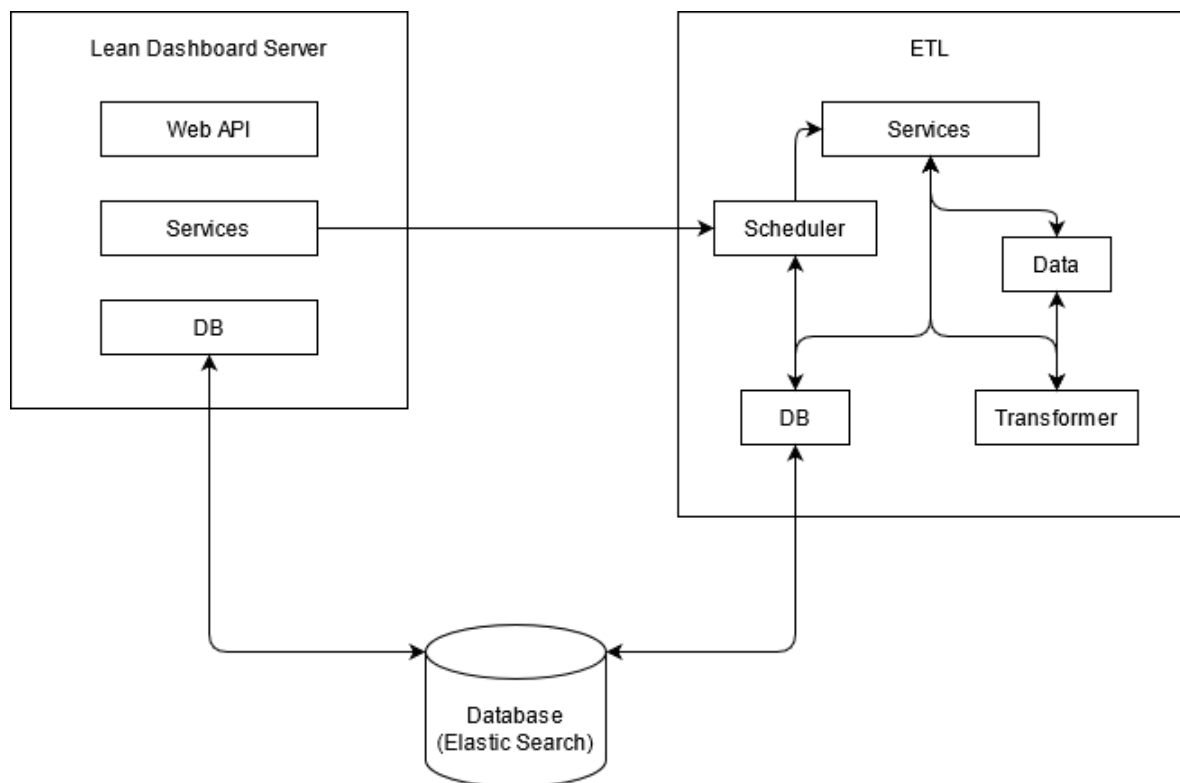 Lean Dashboard Server
Web API
Services
DB
ETL
Services
Scheduler
Data
DB
Transformer
Database
(Elastic Search)